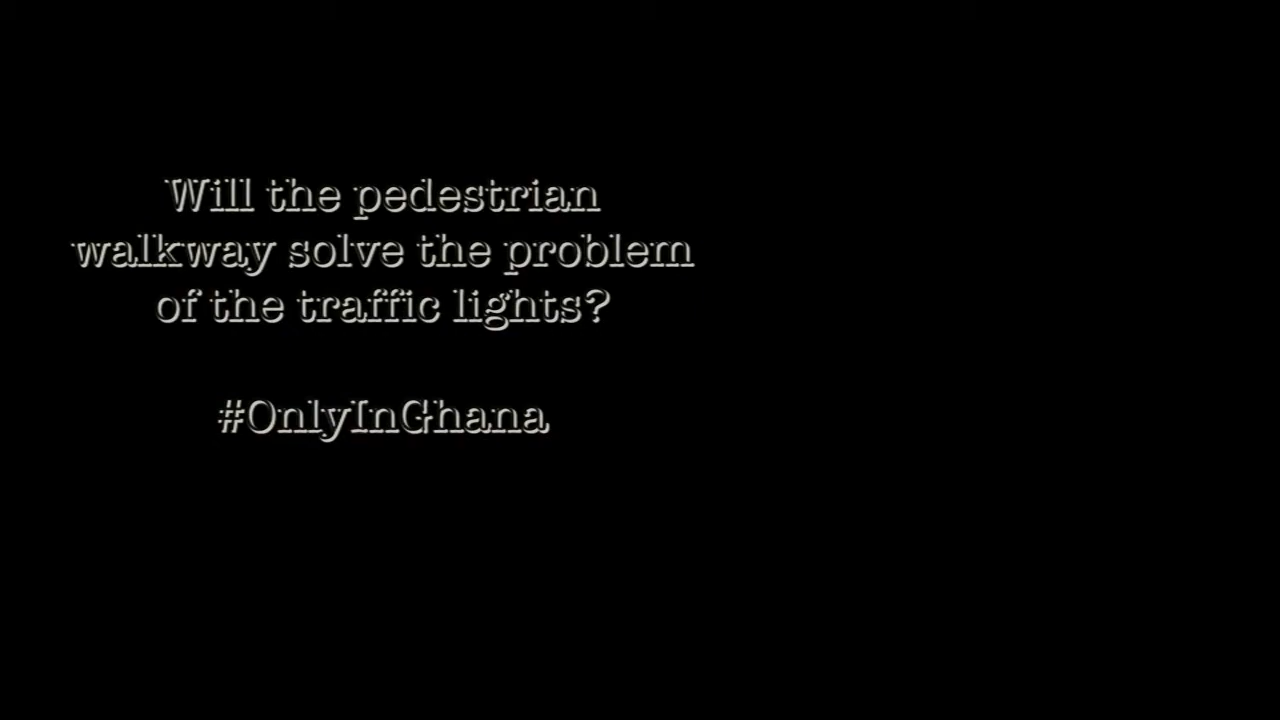 Will the pedestrian
walkway solve the problem
of the traffic lights?
#OnlyInGhana